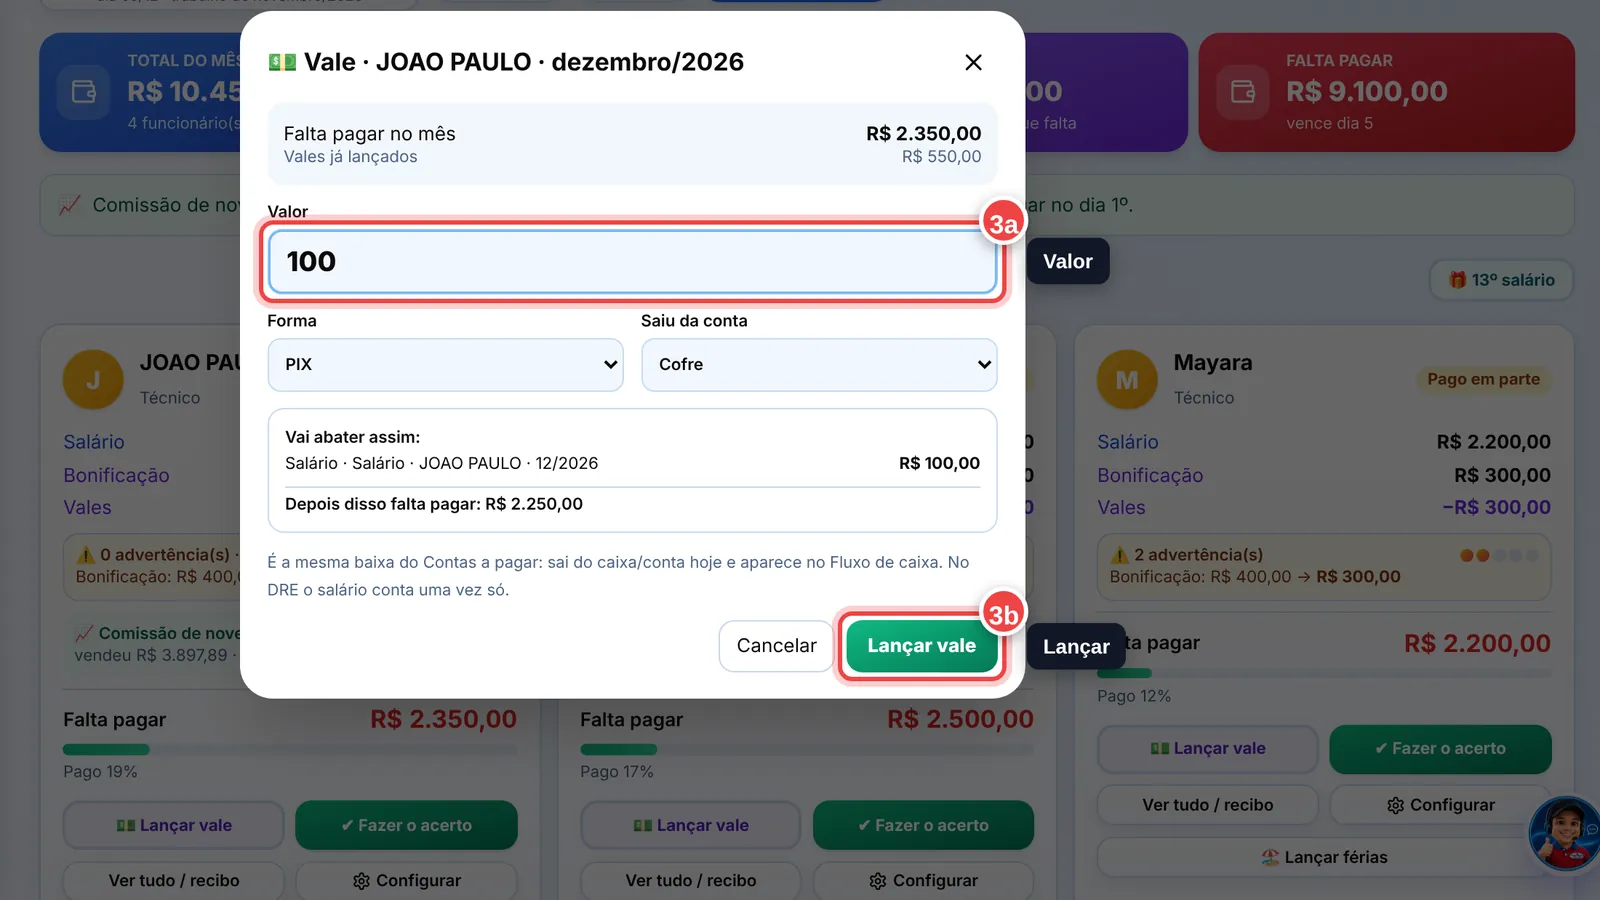 💵 Vale · JOAO PAULO · dezembro/2026
Falta pagar no mês R$ 2.350,00
Vales já lançados R$ 550,00
Valor
3a
100
Valor
Forma
Saiu da conta
PIX
Cofre
Vai abater assim:
Salário · Salário · JOAO PAULO · 12/2026 R$ 100,00
Depois disso falta pagar: R$ 2.250,00
É a mesma baixa do Contas a pagar: sai do caixa/conta hoje e aparece no Fluxo de caixa. No
DRE o salário conta uma vez só.
3b
Cancelar
Lançar vale
Lançar
TOTAL DO MÊS
R$ 10.45
4 funcionário(s
00
ue falta
FALTA PAGAR
R$ 9.100,00
vence dia 5
📈 Comissão de nov
ar no dia 1º.
🎁 13º salário
J
JOAO PAU
Técnico
Salário
Bonificação
Vales
⚠️ 0 advertência(s) ·
Bonificação: R$ 400,0
📈 Comissão de nove
vendeu R$ 3.897,89 ·
Falta pagar R$ 2.350,00
Pago 19%
💵 Lançar vale
✔ Fazer o acerto
Ver tudo / recibo
Configurar
Falta pagar R$ 2.500,00
Pago 17%
💵 Lançar vale
✔ Fazer o acerto
Ver tudo / recibo
Configurar
M
Mayara
Técnico
Pago em parte
Salário R$ 2.200,00
Bonificação R$ 300,00
Vales −R$ 300,00
⚠️ 2 advertência(s)
Bonificação: R$ 400,00 → R$ 300,00
ta pagar R$ 2.200,00
Pago 12%
💵 Lançar vale
✔ Fazer o acerto
Ver tudo / recibo
Configurar
🏖️ Lançar férias